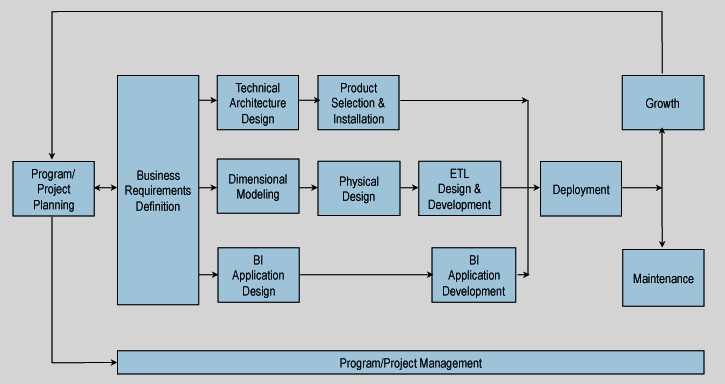 Program/
Project
Planning
Business
Requirements
Definition
Technical
Architecture
Design
Product
Selection &
Installation
Dimensional
Modeling
Physical
Design
ETL
Design &
Development
BI
Application
Design
BI
Application
Development
Deployment
Growth
Maintenance
Program/Project Management